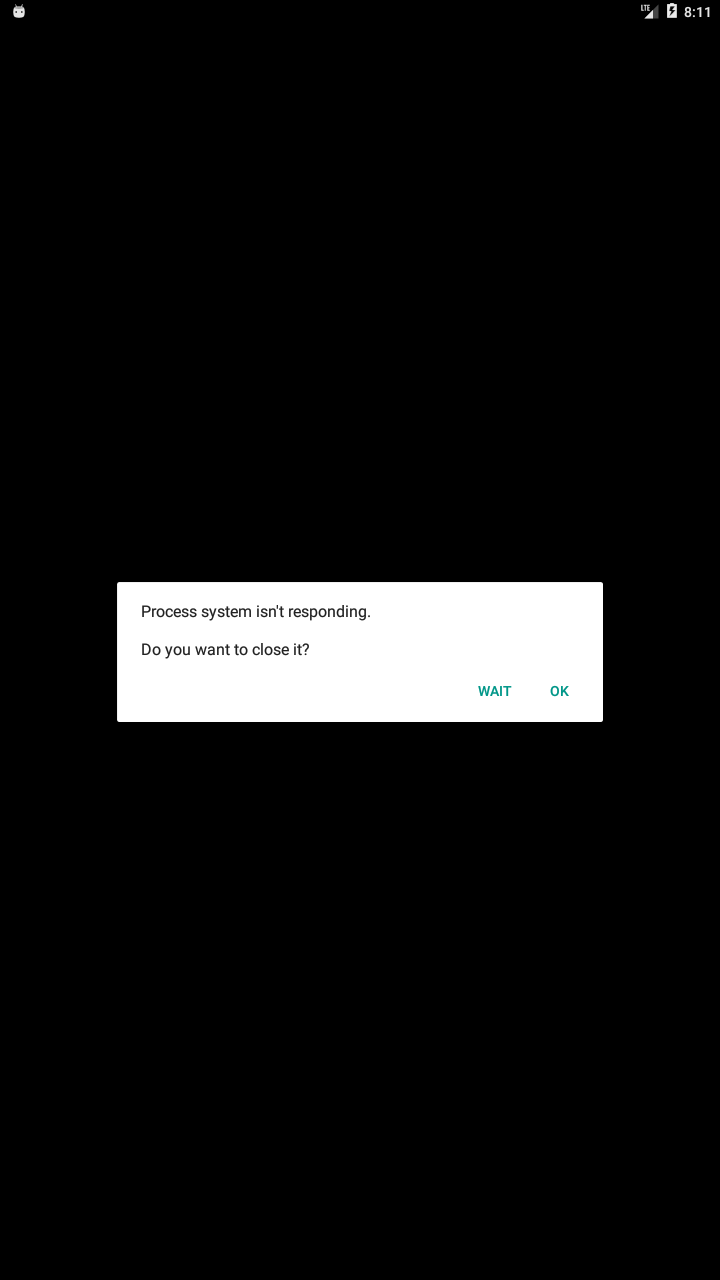 LTE 8:11
Process system isn't responding.
Do you want to close it?
WAIT OK